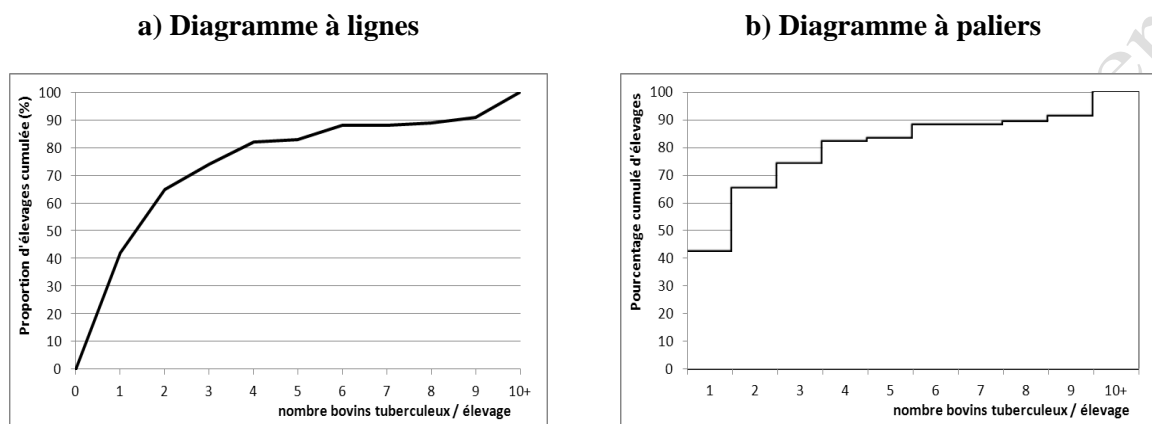 a) Diagramme à lignes
b) Diagramme à paliers
Proportion d'élevages cumulée (%)
100
90
80
70
60
50
40
30
20
10
0
0 1 2 3 4 5 6 7 8 9 10+
nombre bovins tuberculeux / élevage
Pourcentage cumulé d'élevages
100
90
80
70
60
50
40
30
20
10
0
1 2 3 4 5 6 7 8 9 10+
nombre bovins tuberculeux / élevage